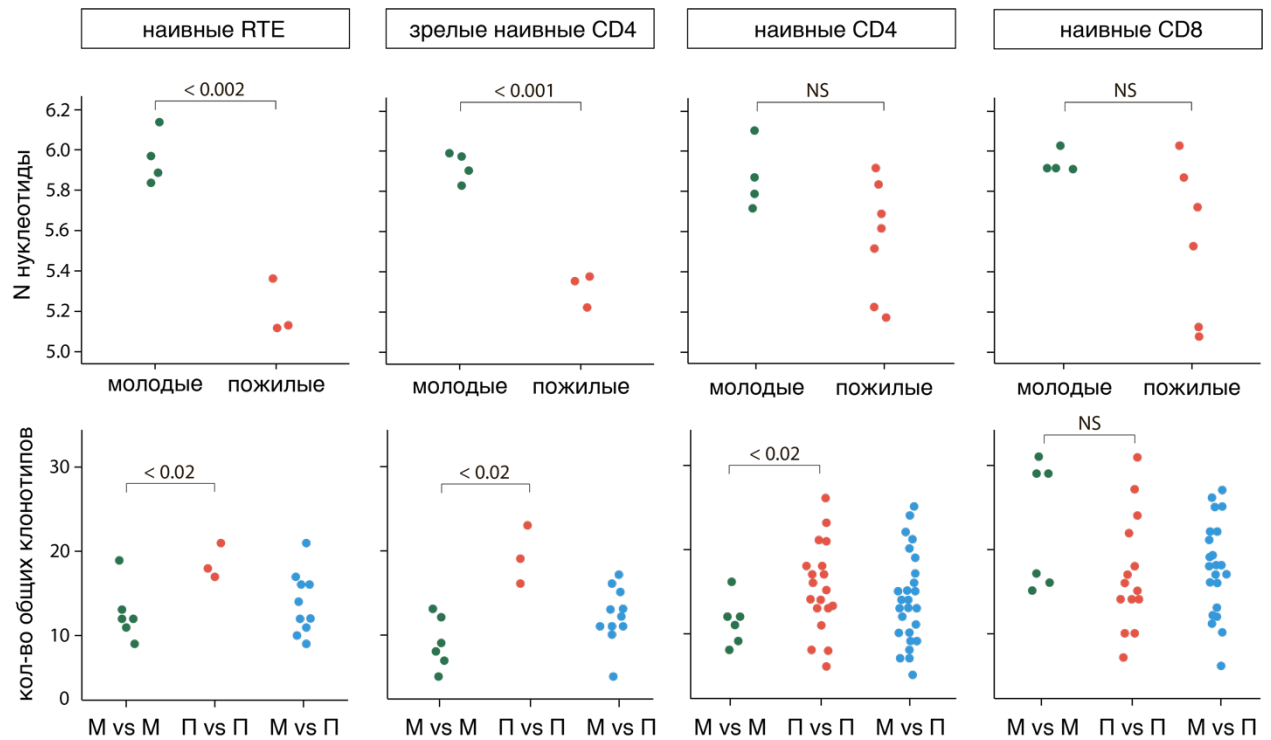 наивные RTE
зрелые наивные CD4
наивные CD4
наивные CD8
< 0.002
< 0.001
NS
NS
N нуклеотиды
6.2
6.0
5.8
5.6
5.4
5.2
5.0
молодые пожилые
молодые пожилые
молодые пожилые
молодые пожилые
кол-во общих клонотипов
30
20
10
0
< 0.02
< 0.02
< 0.02
NS
М vs М П vs П М vs П
М vs М П vs П М vs П
М vs М П vs П М vs П
М vs М П vs П М vs П